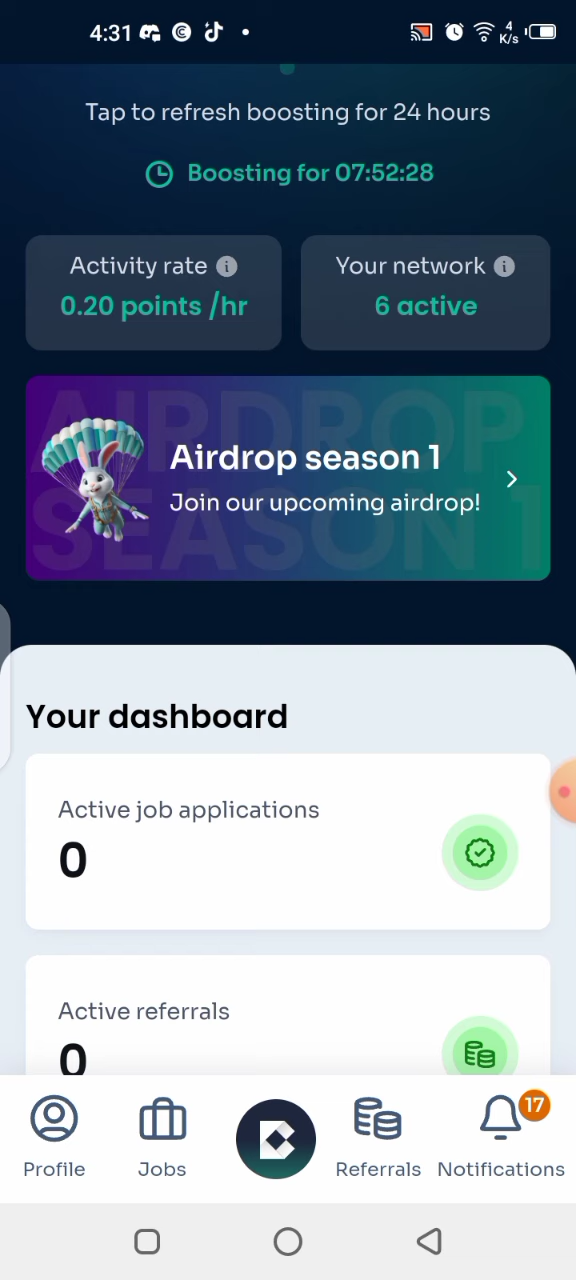 4:31
4
K/s
Tap to refresh boosting for 24 hours
Boosting for 07:52:28
Activity rate
0.20 points /hr
Your network
6 active
AIRDROP
SEASON 1
Airdrop season 1
Join our upcoming airdrop!
Your dashboard
Active job applications
0
Active referrals
0
17
Profile
Jobs
Referrals
Notifications